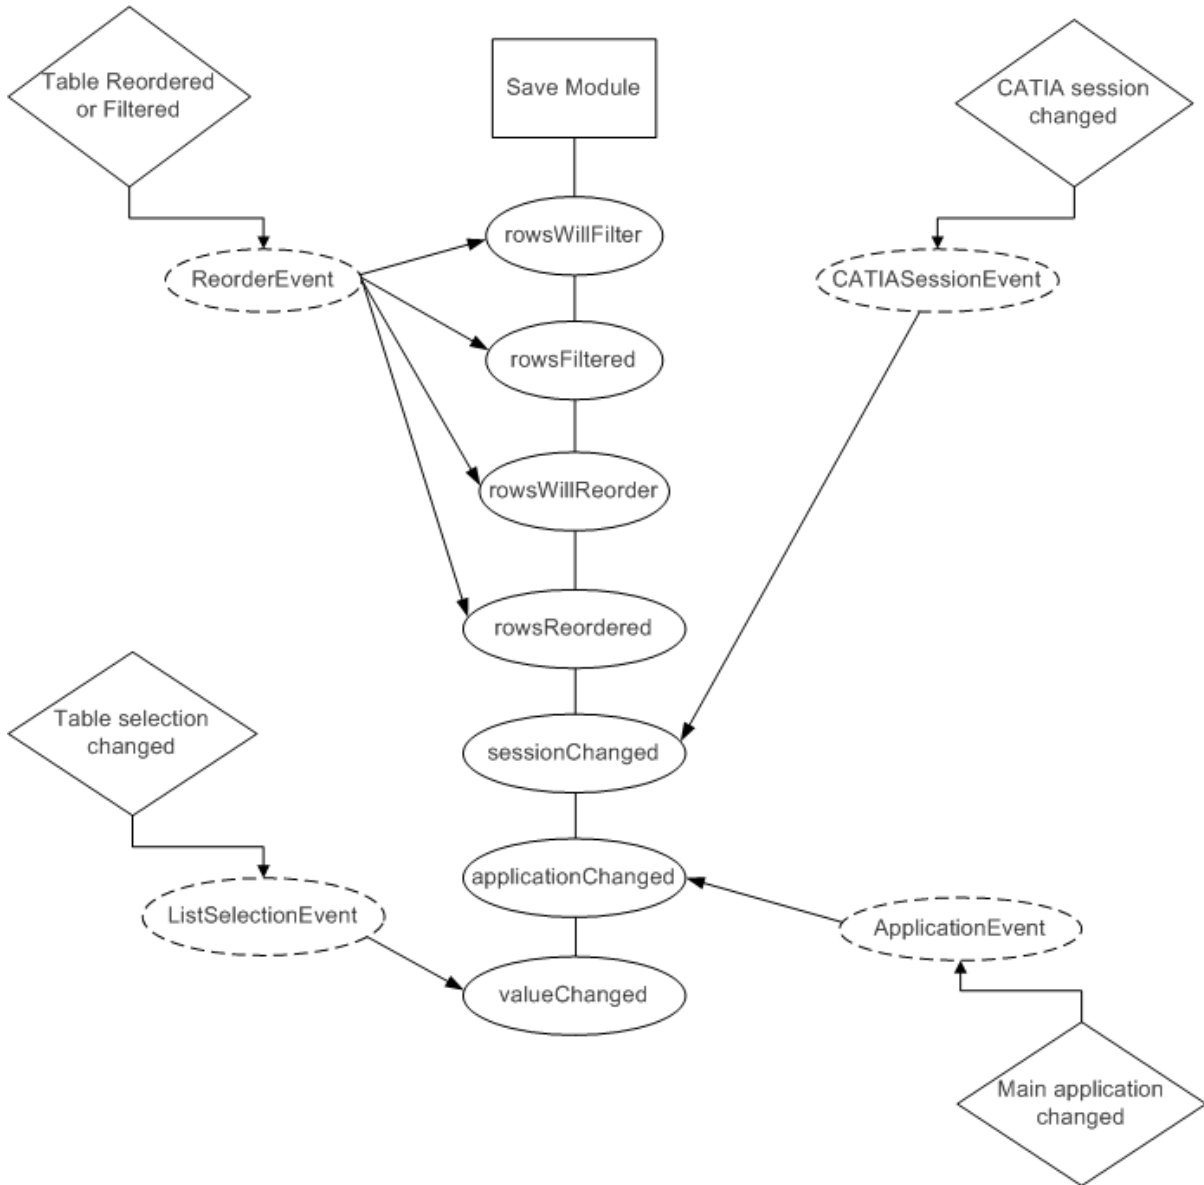 Table Reordered
or Filtered
Save Module
CATIA session
changed
rowsWillFilter
ReorderEvent
CATIASessionEvent
rowsFiltered
rowsWillReorder
rowsReordered
Table selection
changed
sessionChanged
applicationChanged
ListSelectionEvent
ApplicationEvent
valueChanged
Main application
changed